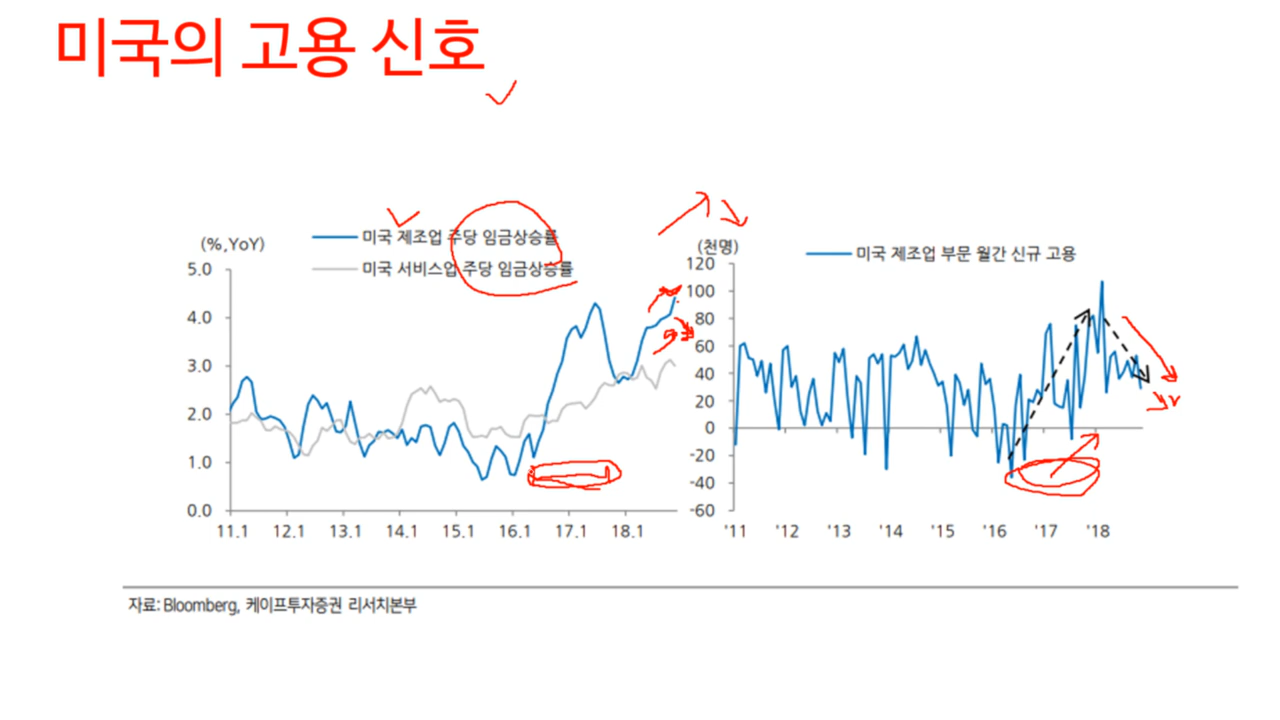 미국의 고용 신호
(%,YoY)
미국 제조업 주당 임금상승률
미국 서비스업 주당 임금상승률
5.0
4.0
3.0
2.0
1.0
0.0
11.1 12.1 13.1 14.1 15.1 16.1 17.1 18.1
(천명)
미국 제조업 부문 월간 신규 고용
120
100
80
60
40
20
0
-20
-40
-60
'11 '12 '13 '14 '15 '16 '17 '18
자료: Bloomberg, 케이프투자증권 리서치본부